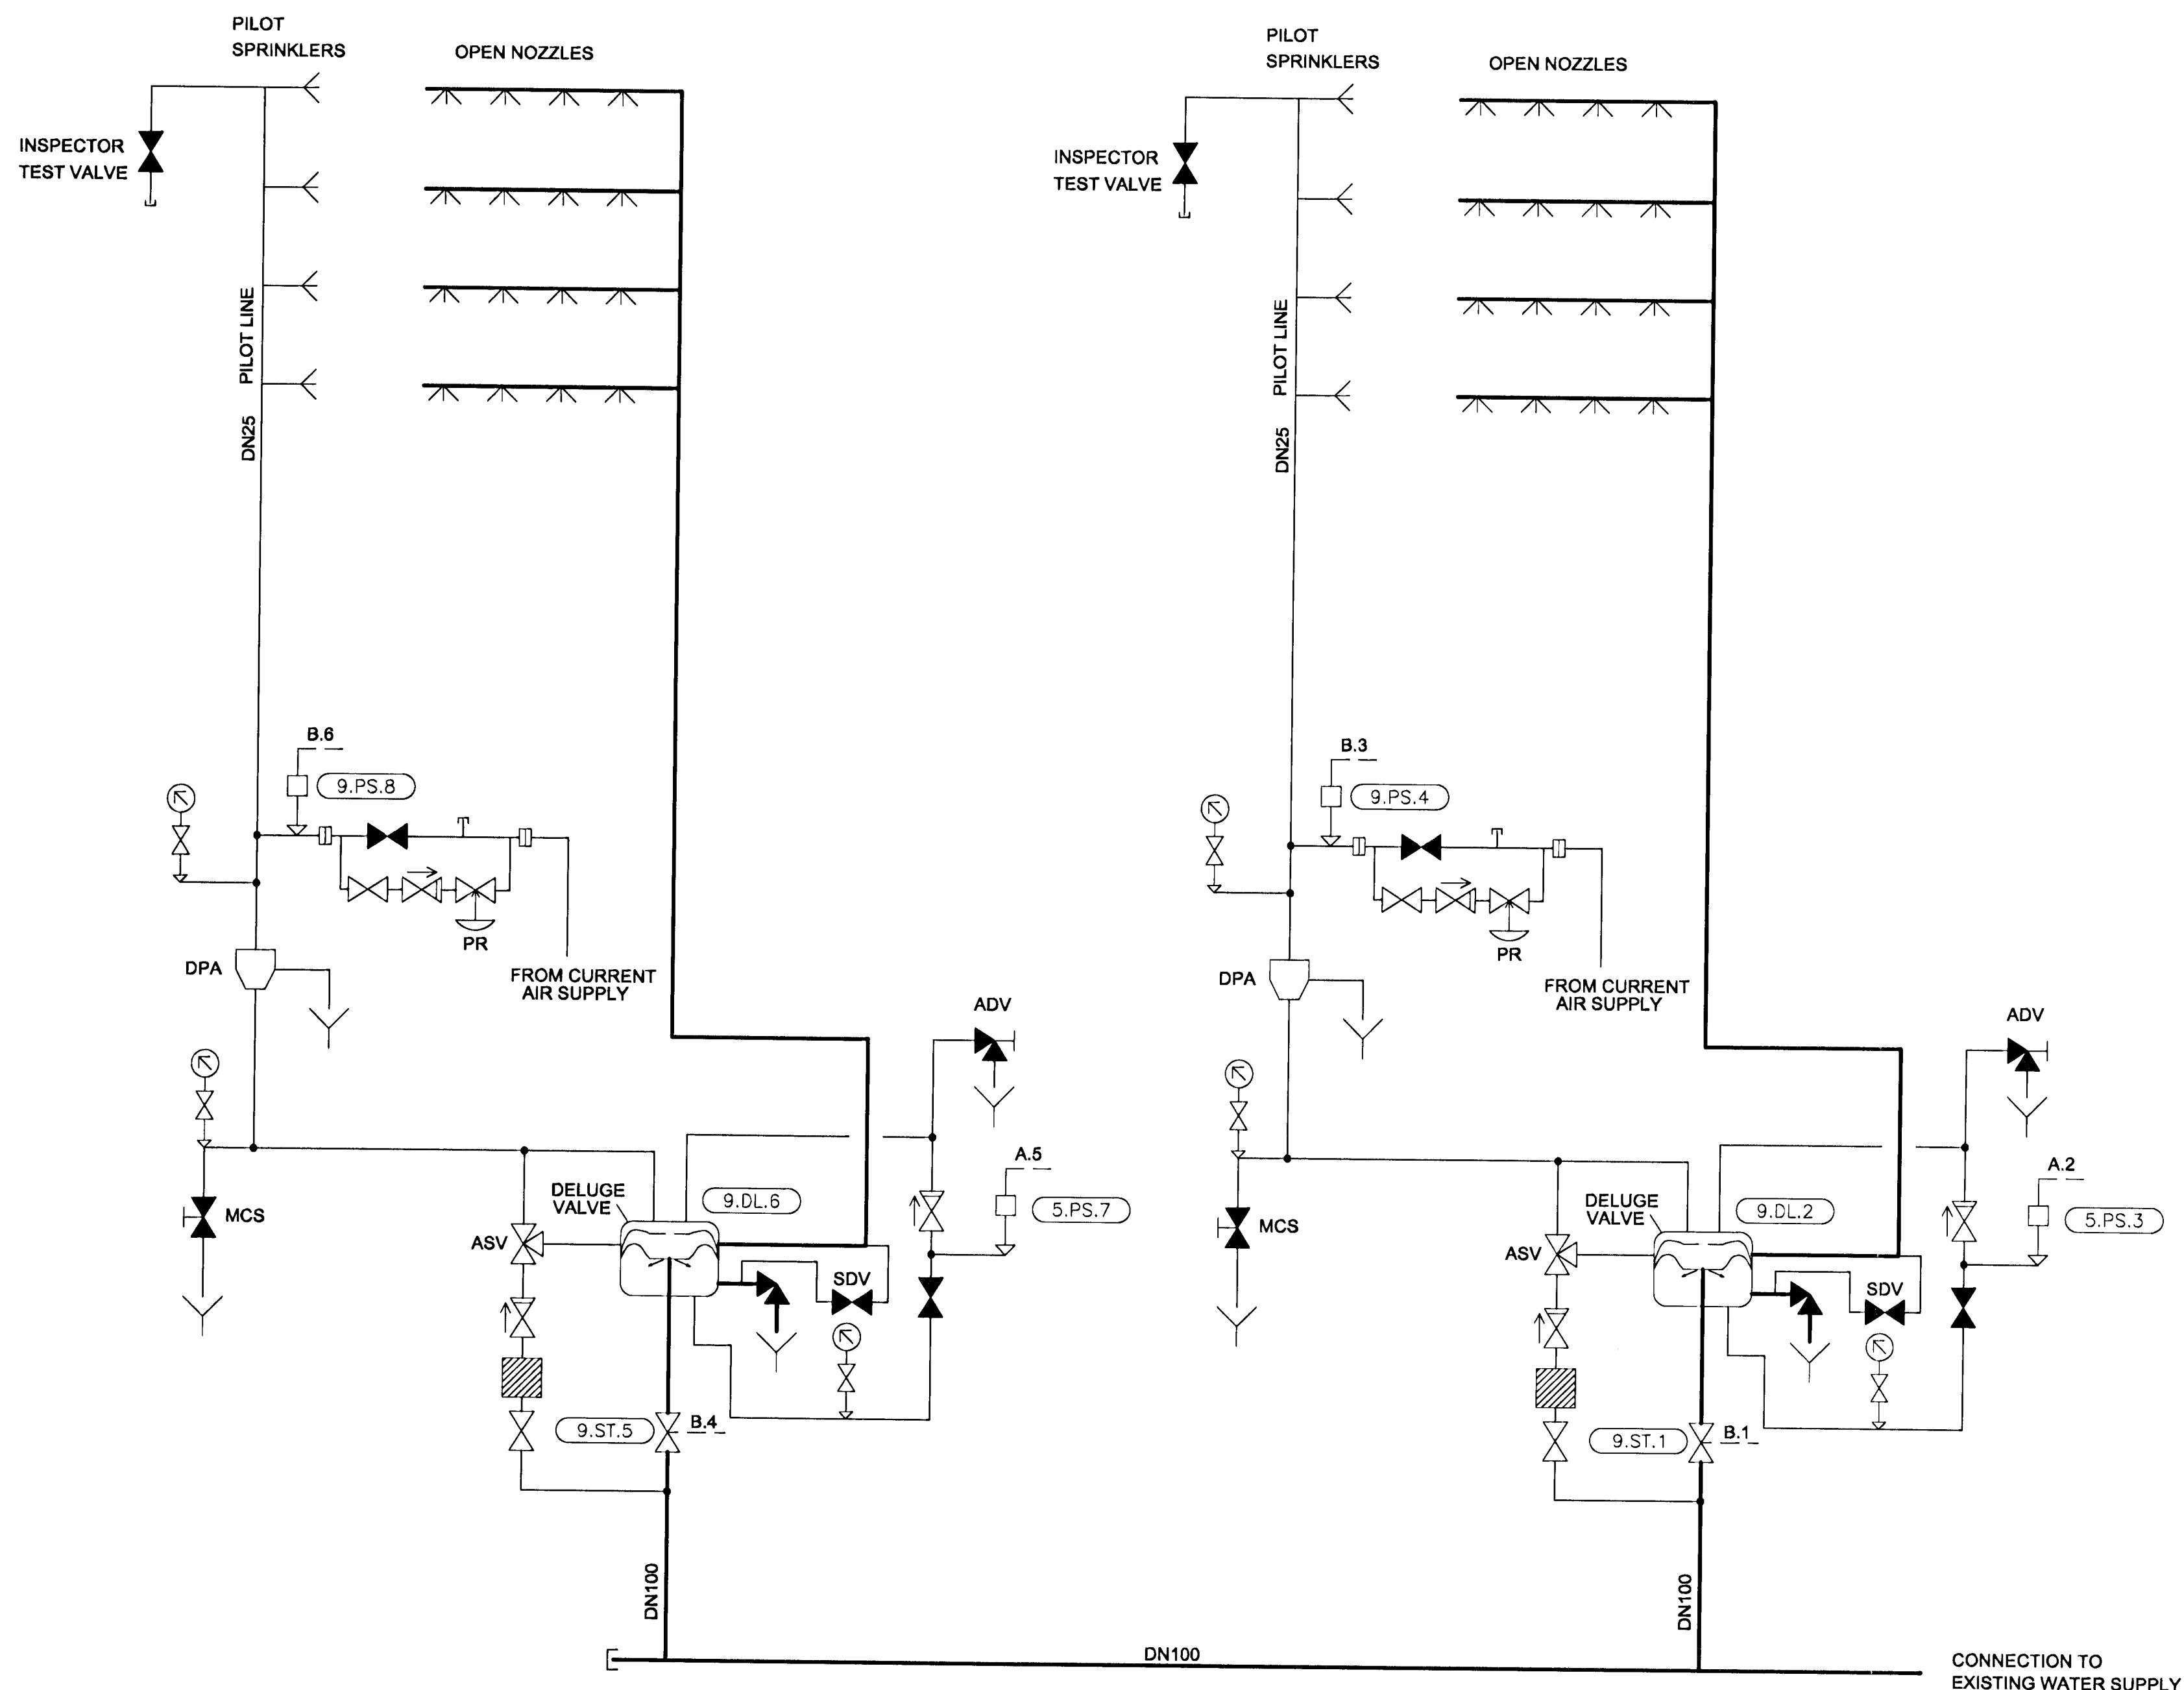 PILOT
SPRINKLERS
OPEN NOZZLES
INSPECTOR
TEST VALVE
PILOT LINE
DN25
B.6
9.PS.8
PR
DPA
FROM CURRENT
AIR SUPPLY
ADV
A.5
5.PS.7
MCS
DELUGE
VALVE
9.DL.6
ASV
SDV
9.ST.5
B.4
DN100
PILOT
SPRINKLERS
OPEN NOZZLES
INSPECTOR
TEST VALVE
PILOT LINE
DN25
B.3
9.PS.4
PR
DPA
FROM CURRENT
AIR SUPPLY
ADV
A.2
5.PS.3
MCS
DELUGE
VALVE
9.DL.2
ASV
SDV
9.ST.1
B.1
DN100
DN100
CONNECTION TO
EXISTING WATER SUPPLY